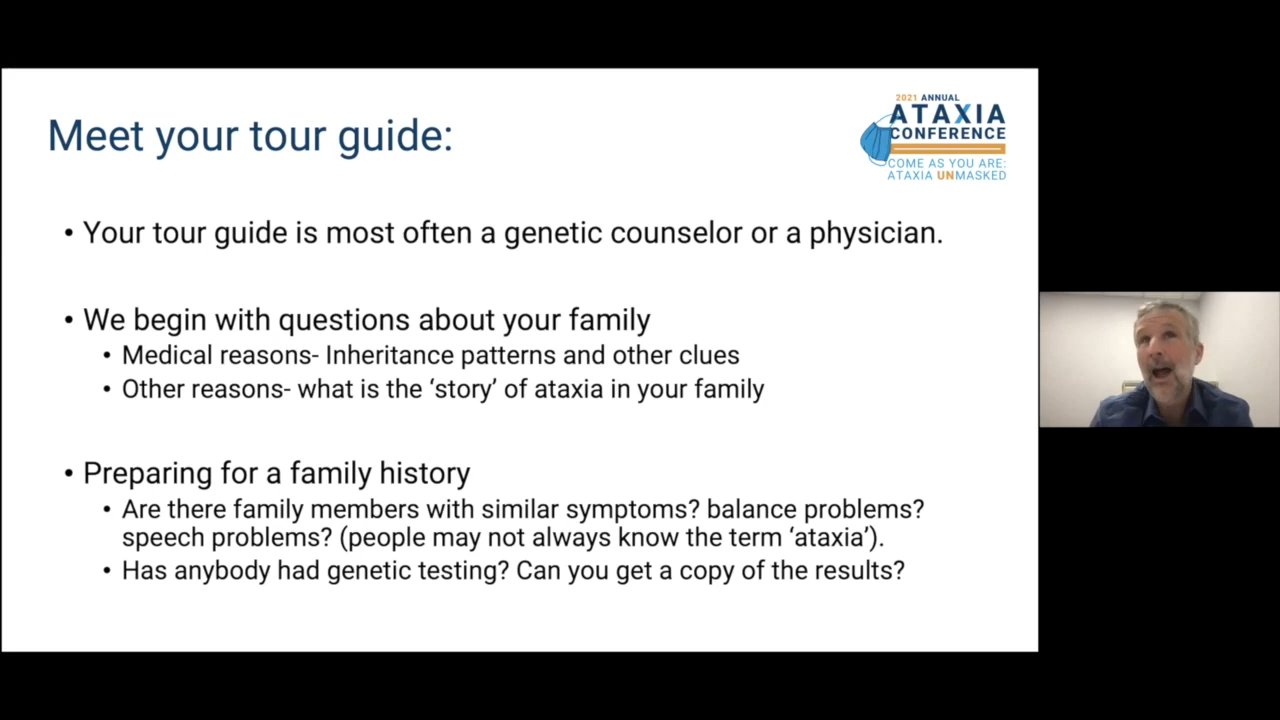 Meet your tour guide:
2021 ANNUAL
ATAXIA
CONFERENCE
COME AS YOU ARE:
ATAXIA UNMASKED
• Your tour guide is most often a genetic counselor or a physician.
• We begin with questions about your family
• Medical reasons- Inheritance patterns and other clues
• Other reasons- what is the ‘story’ of ataxia in your family
• Preparing for a family history
• Are there family members with similar symptoms? balance problems?
speech problems? (people may not always know the term ‘ataxia’).
• Has anybody had genetic testing? Can you get a copy of the results?